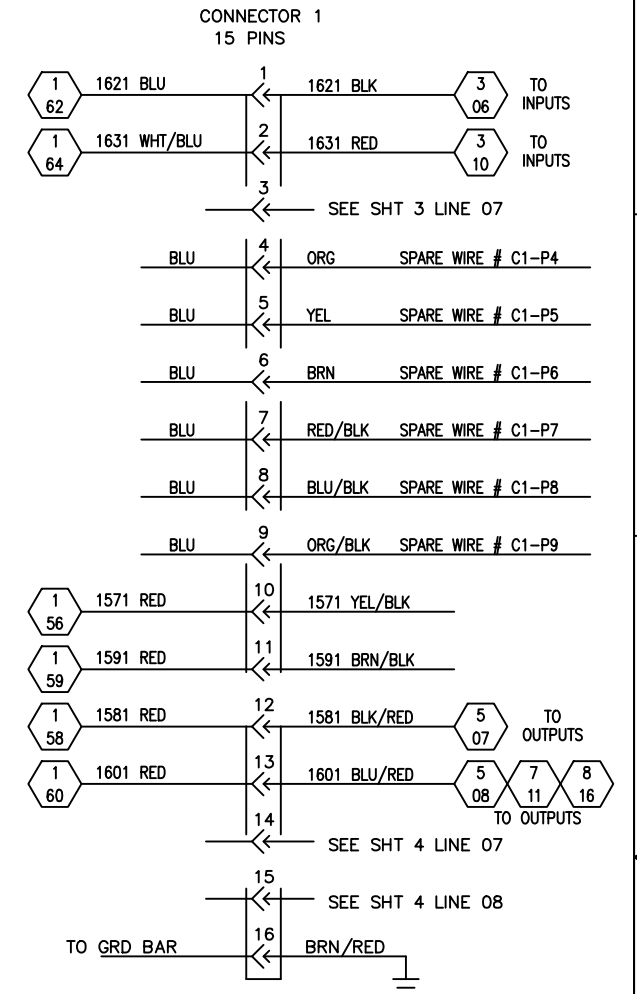 CONNECTOR 1
15 PINS
1
62
1621 BLU
1
1621 BLK
3
06
TO
INPUTS
1
64
1631 WHT/BLU
2
1631 RED
3
10
TO
INPUTS
3
SEE SHT 3 LINE 07
BLU
4
ORG
SPARE WIRE # C1-P4
BLU
5
YEL
SPARE WIRE # C1-P5
BLU
6
BRN
SPARE WIRE # C1-P6
BLU
7
RED/BLK
SPARE WIRE # C1-P7
BLU
8
BLU/BLK
SPARE WIRE # C1-P8
BLU
9
ORG/BLK
SPARE WIRE # C1-P9
1
56
1571 RED
10
1571 YEL/BLK
1
59
1591 RED
11
1591 BRN/BLK
1
58
1581 RED
12
1581 BLK/RED
5
07
TO
OUTPUTS
1
60
1601 RED
13
1601 BLU/RED
5
08
7
11
8
16
TO OUTPUTS
14
SEE SHT 4 LINE 07
15
SEE SHT 4 LINE 08
TO GRD BAR
16
BRN/RED